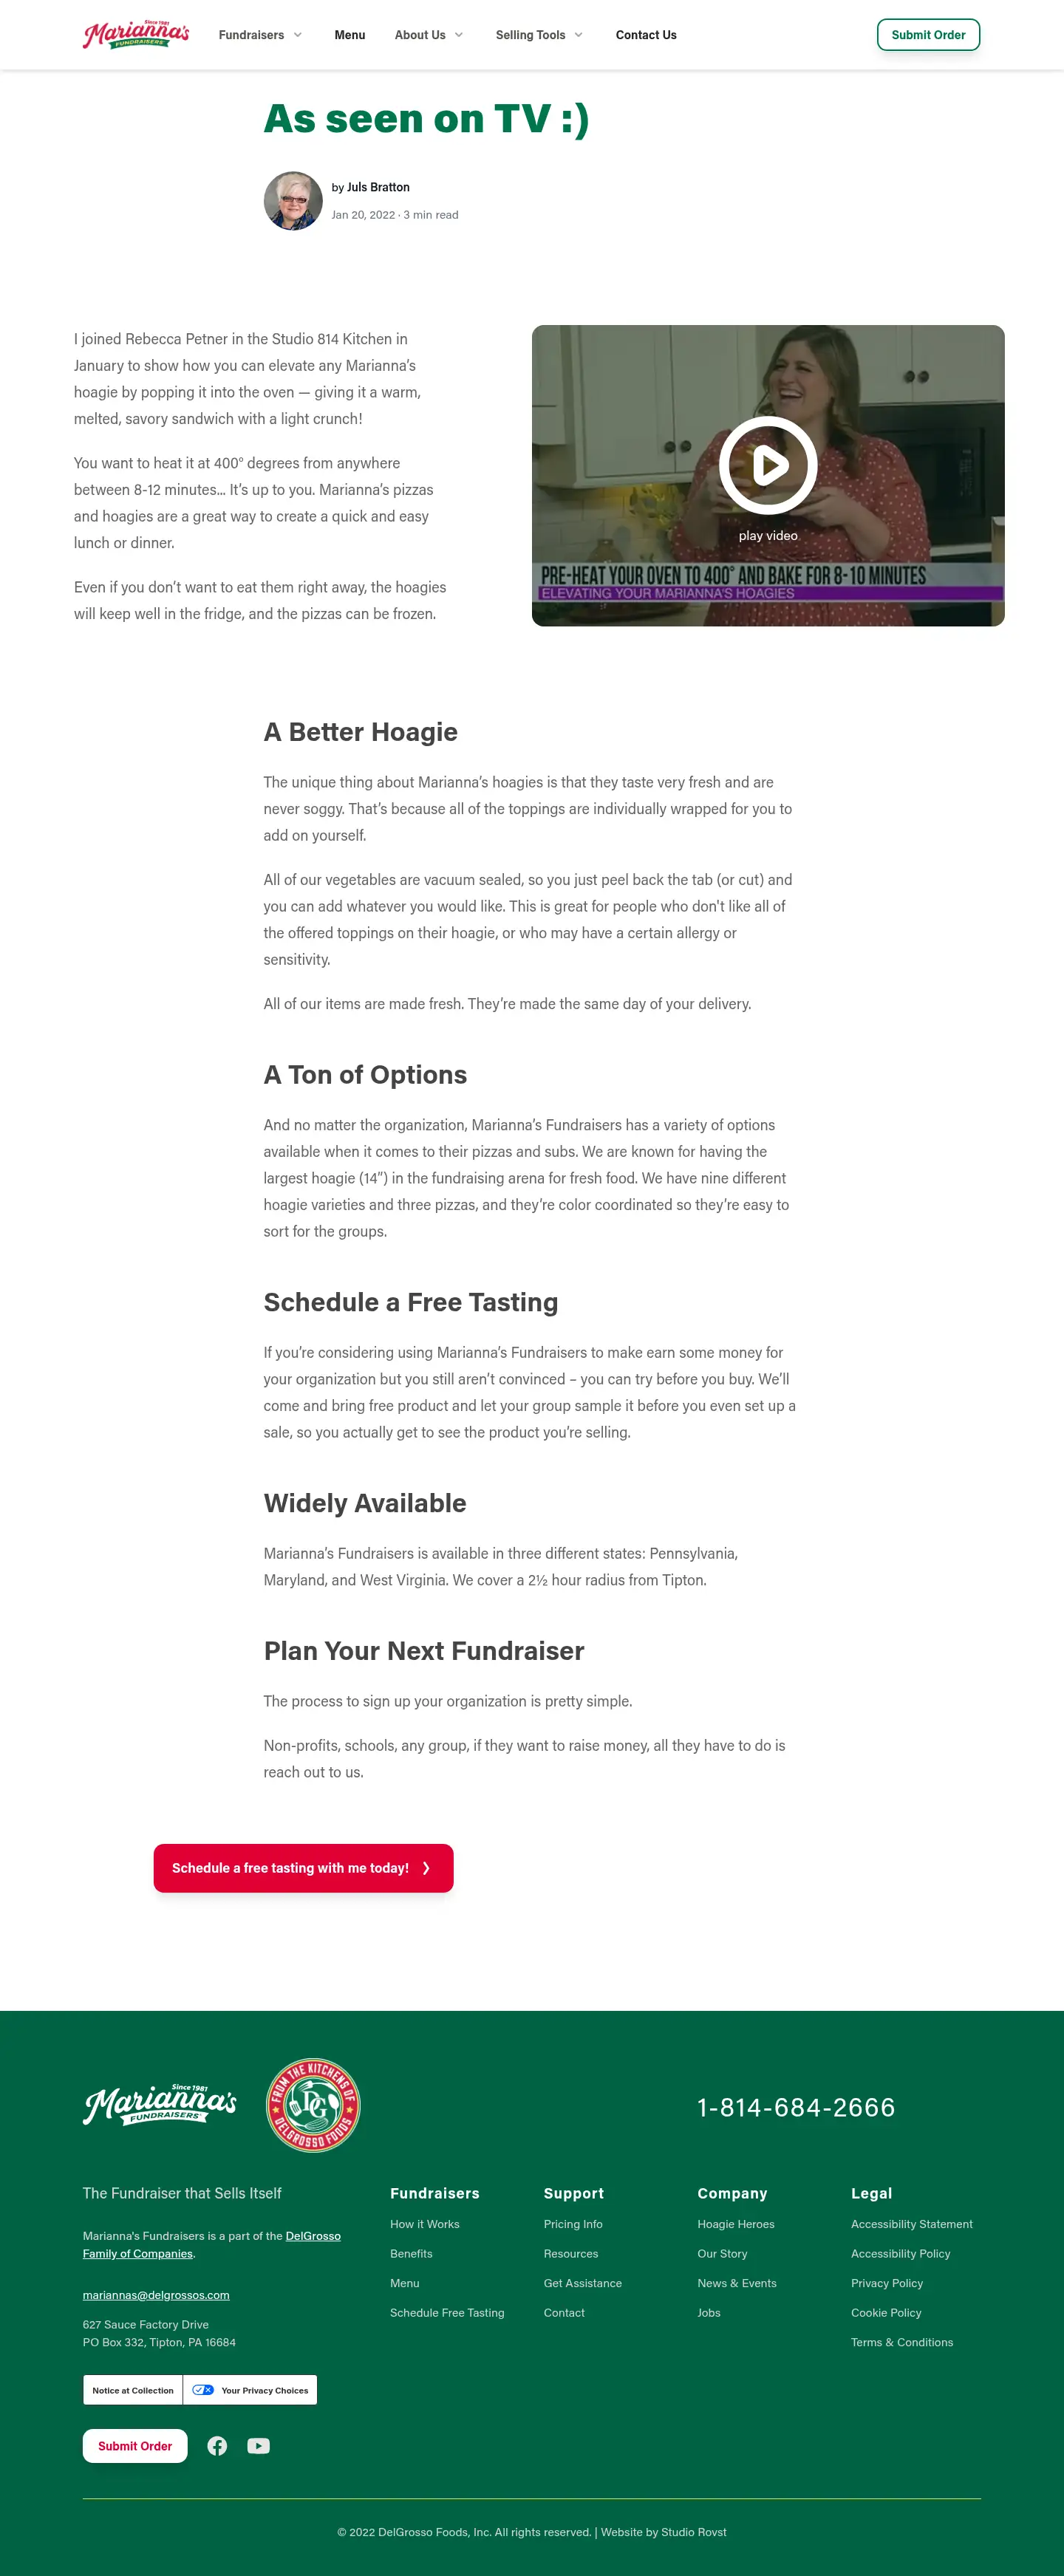 Since 1981
Marianna's
FUNDRAISERS
Fundraisers
Menu
About Us
Selling Tools
Contact Us
Submit Order
As seen on TV :)
by Juls Bratton
Jan 20, 2022 · 3 min read
I joined Rebecca Petner in the Studio 814 Kitchen in
January to show how you can elevate any Marianna’s
hoagie by popping it into the oven — giving it a warm,
melted, savory sandwich with a light crunch!
You want to heat it at 400° degrees from anywhere
between 8-12 minutes... It’s up to you. Marianna’s pizzas
and hoagies are a great way to create a quick and easy
lunch or dinner.
Even if you don’t want to eat them right away, the hoagies
will keep well in the fridge, and the pizzas can be frozen.
play video
PRE-HEAT YOUR OVEN TO 400° AND BAKE FOR 8-10 MINUTES
ELEVATING YOUR MARIANNA'S HOAGIES
A Better Hoagie
The unique thing about Marianna’s hoagies is that they taste very fresh and are
never soggy. That’s because all of the toppings are individually wrapped for you to
add on yourself.
All of our vegetables are vacuum sealed, so you just peel back the tab (or cut) and
you can add whatever you would like. This is great for people who don't like all of
the offered toppings on their hoagie, or who may have a certain allergy or
sensitivity.
All of our items are made fresh. They’re made the same day of your delivery.
A Ton of Options
And no matter the organization, Marianna’s Fundraisers has a variety of options
available when it comes to their pizzas and subs. We are known for having the
largest hoagie (14”) in the fundraising arena for fresh food. We have nine different
hoagie varieties and three pizzas, and they’re color coordinated so they’re easy to
sort for the groups.
Schedule a Free Tasting
If you’re considering using Marianna’s Fundraisers to make earn some money for
your organization but you still aren’t convinced – you can try before you buy. We’ll
come and bring free product and let your group sample it before you even set up a
sale, so you actually get to see the product you’re selling.
Widely Available
Marianna’s Fundraisers is available in three different states: Pennsylvania,
Maryland, and West Virginia. We cover a 2½ hour radius from Tipton.
Plan Your Next Fundraiser
The process to sign up your organization is pretty simple.
Non-profits, schools, any group, if they want to raise money, all they have to do is
reach out to us.
Schedule a free tasting with me today!
Since 1981
Marianna's
FUNDRAISERS
FROM THE KITCHENS OF
DG
DELGROSSO FOODS
1-814-684-2666
The Fundraiser that Sells Itself
Marianna's Fundraisers is a part of the DelGrosso
Family of Companies.
mariannas@delgrossos.com
627 Sauce Factory Drive
PO Box 332, Tipton, PA 16684
Notice at Collection
Your Privacy Choices
Submit Order
Fundraisers
How it Works
Benefits
Menu
Schedule Free Tasting
Support
Pricing Info
Resources
Get Assistance
Contact
Company
Hoagie Heroes
Our Story
News & Events
Jobs
Legal
Accessibility Statement
Accessibility Policy
Privacy Policy
Cookie Policy
Terms & Conditions
© 2022 DelGrosso Foods, Inc. All rights reserved. | Website by Studio Rovst